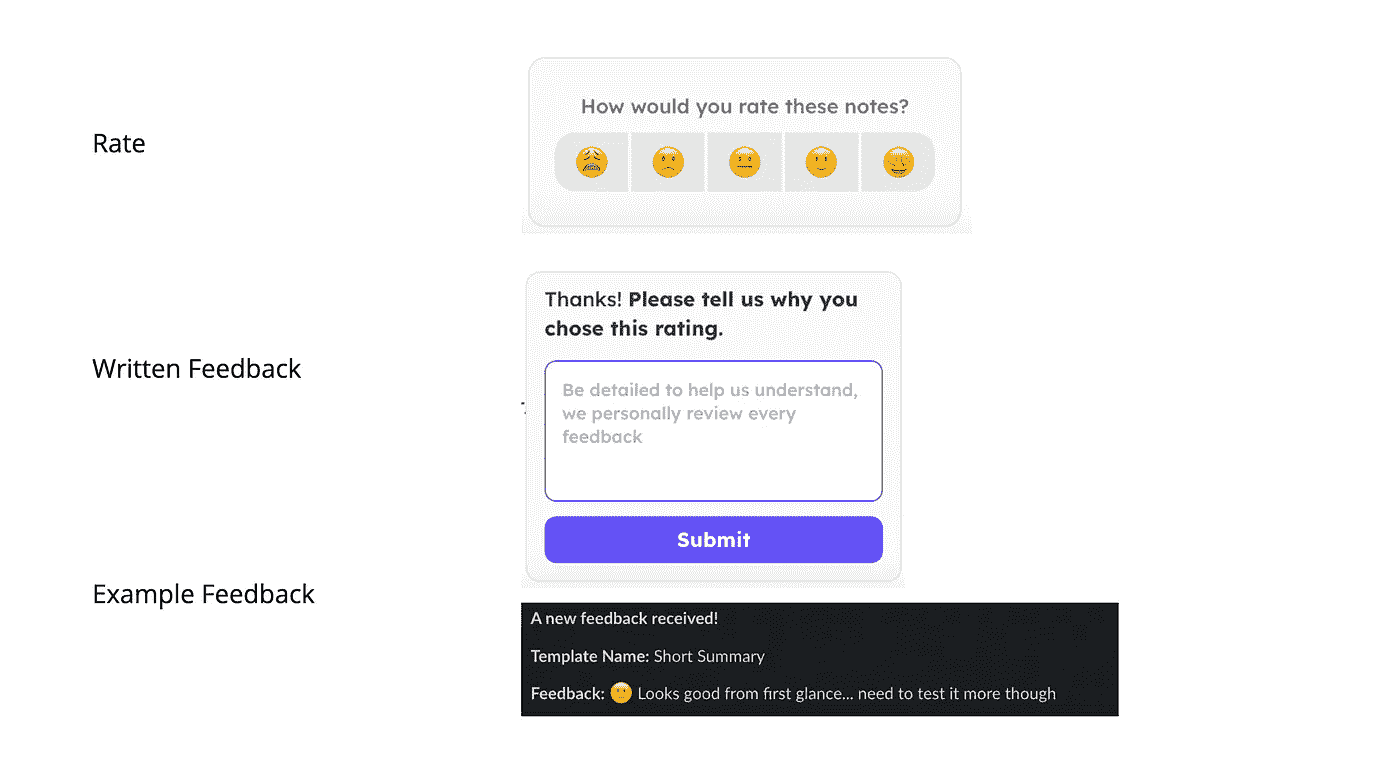 How would you rate these notes?
Rate
Thanks! Please tell us why you
chose this rating.
Written Feedback
Be detailed to help us understand,
we personally review every
feedback
Submit
Example Feedback
A new feedback received!
Template Name: Short Summary
Feedback: 🙂 Looks good from first glance... need to test it more though